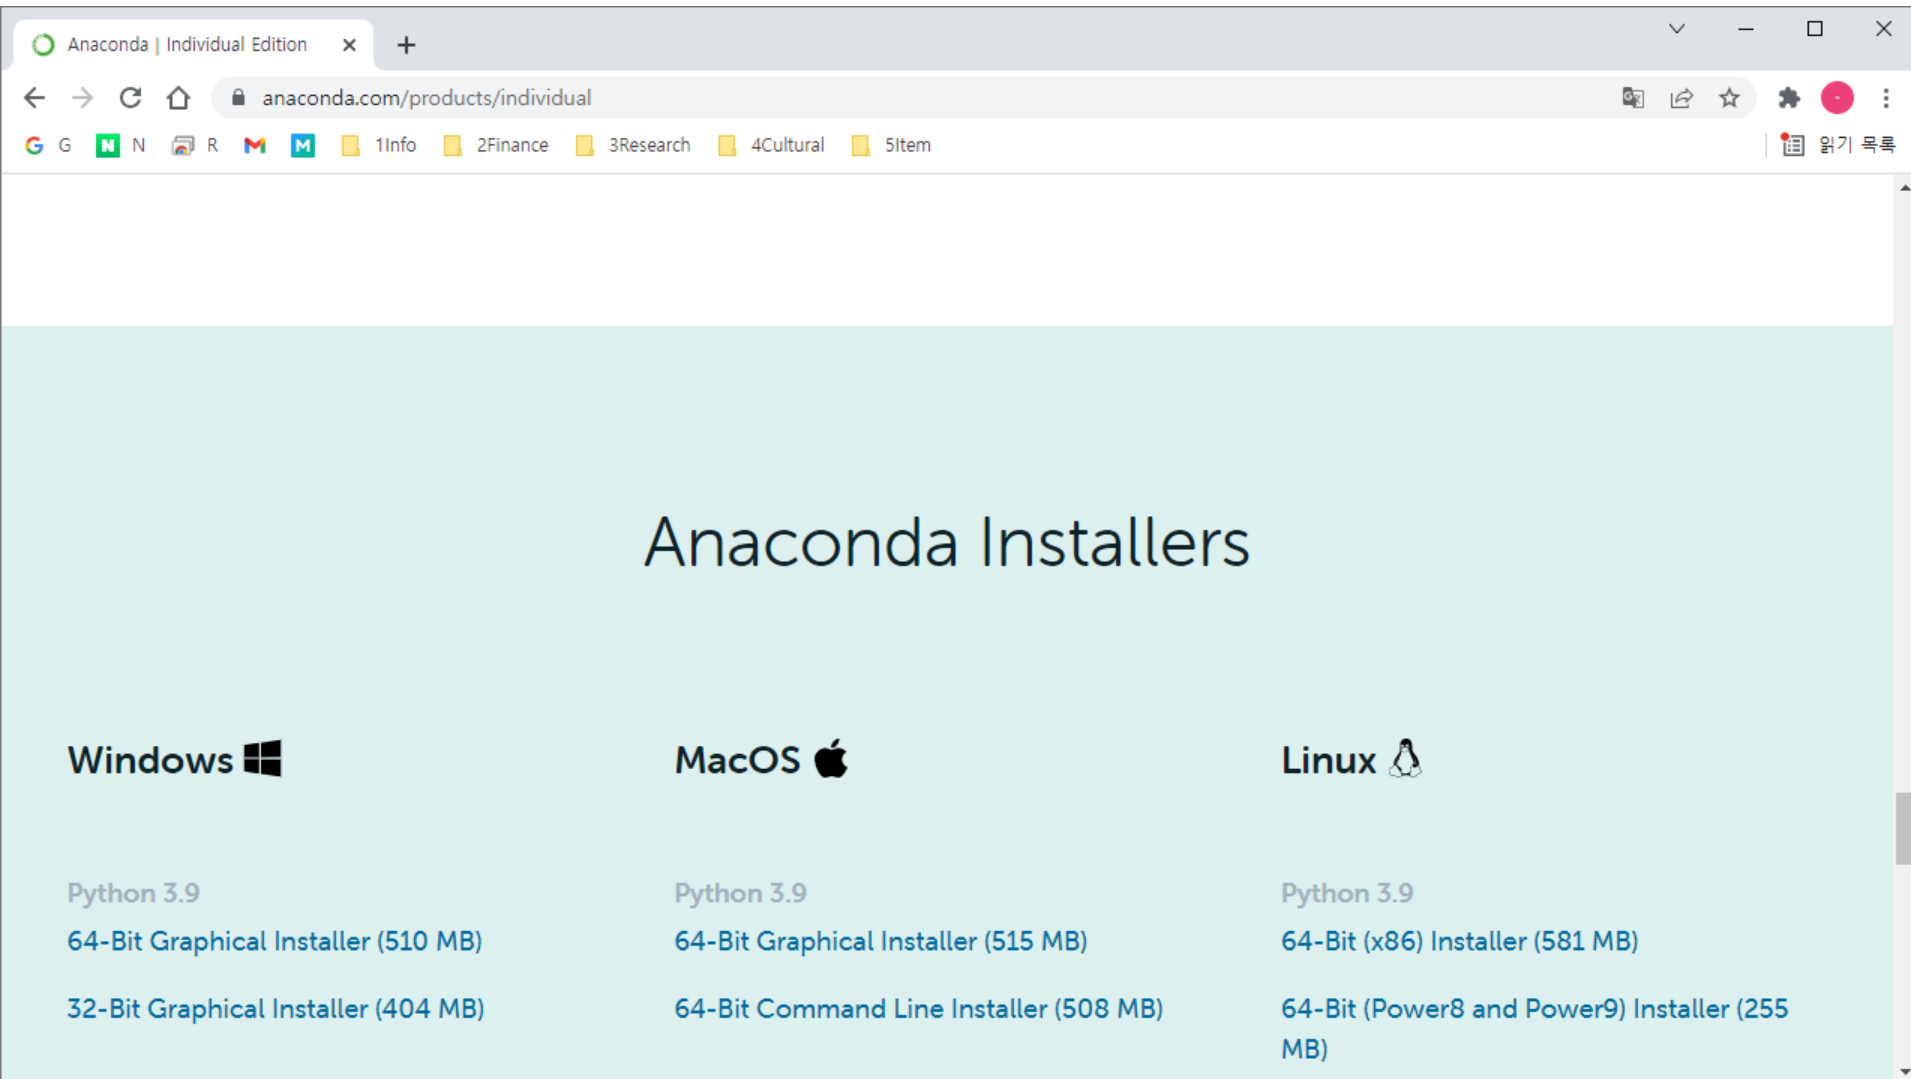 Anaconda | Individual Edition
anaconda.com/products/individual
G G N N R M M 1Info 2Finance 3Research 4Cultural 5Item 읽기 목록
Anaconda Installers
Windows MacOS Linux
Python 3.9 Python 3.9 Python 3.9
64-Bit Graphical Installer (510 MB) 64-Bit Graphical Installer (515 MB) 64-Bit (x86) Installer (581 MB)
32-Bit Graphical Installer (404 MB) 64-Bit Command Line Installer (508 MB) 64-Bit (Power8 and Power9) Installer (255
MB)